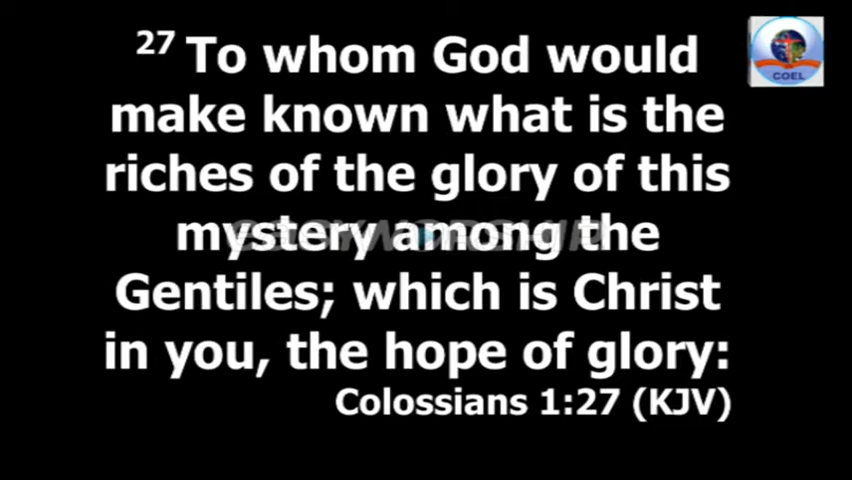 27 To whom God would
make known what is the
riches of the glory of this
mystery among the
Gentiles; which is Christ
in you, the hope of glory:
Colossians 1:27 (KJV)
COEL
EASYWORSHIP